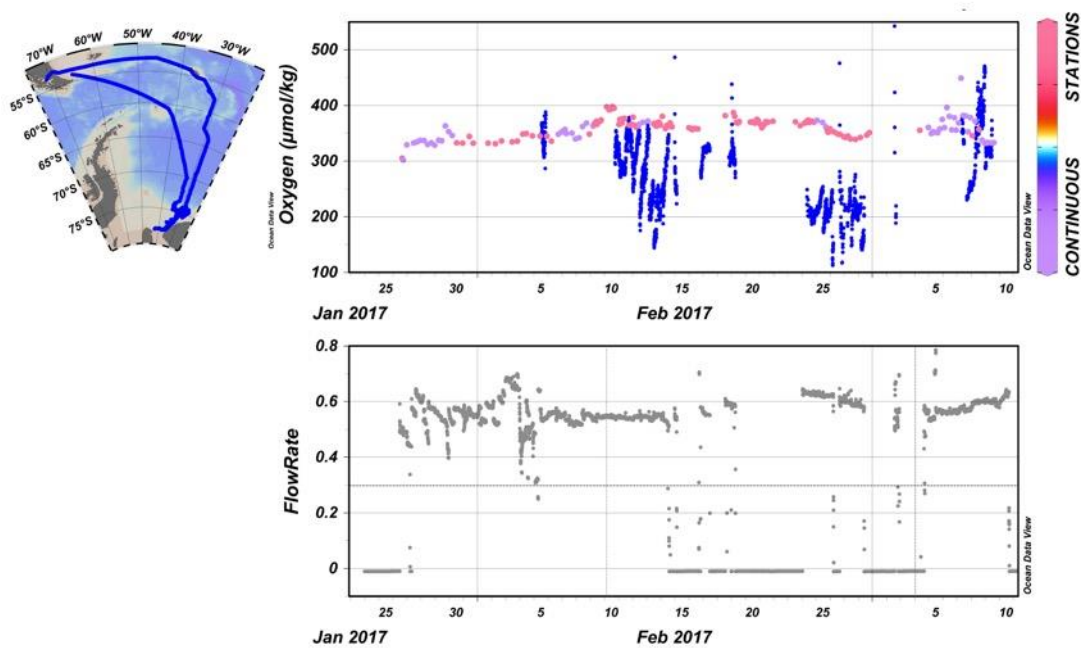 70°W
60°W
50°W
40°W
30°W
55°S
60°S
65°S
70°S
75°S
Ocean Data View
Oxygen (μmol/kg)
500
400
300
200
100
25
30
5
10
15
20
25
5
10
Jan 2017
Feb 2017
Ocean Data View
STATIONS
CONTINUOUS
FlowRate
0.8
0.6
0.4
0.2
0
25
30
5
10
15
20
25
5
10
Jan 2017
Feb 2017
Ocean Data View